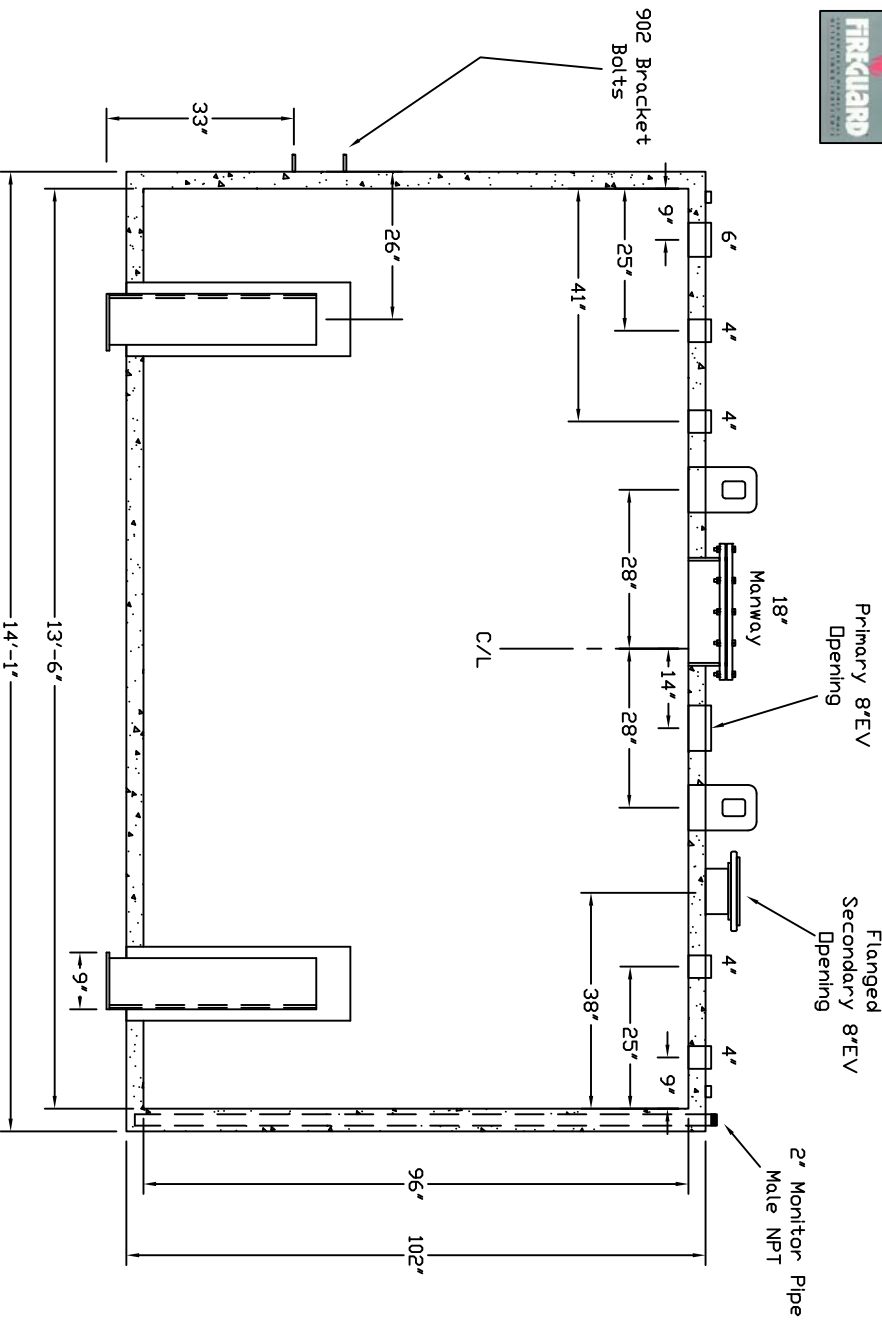 FIREGUARD
902 Bracket
Bolts
33"
26"
9"
25"
41"
6"
4"
4"
28"
18"
Manway
C/L
14"
28"
Primary 8"EV
Opening
Flanged
Secondary 8"EV
Opening
4"
4"
38"
25"
9"
9"
2" Monitor Pipe
Male NPT
96"
102"
13'-6"
14'-1"